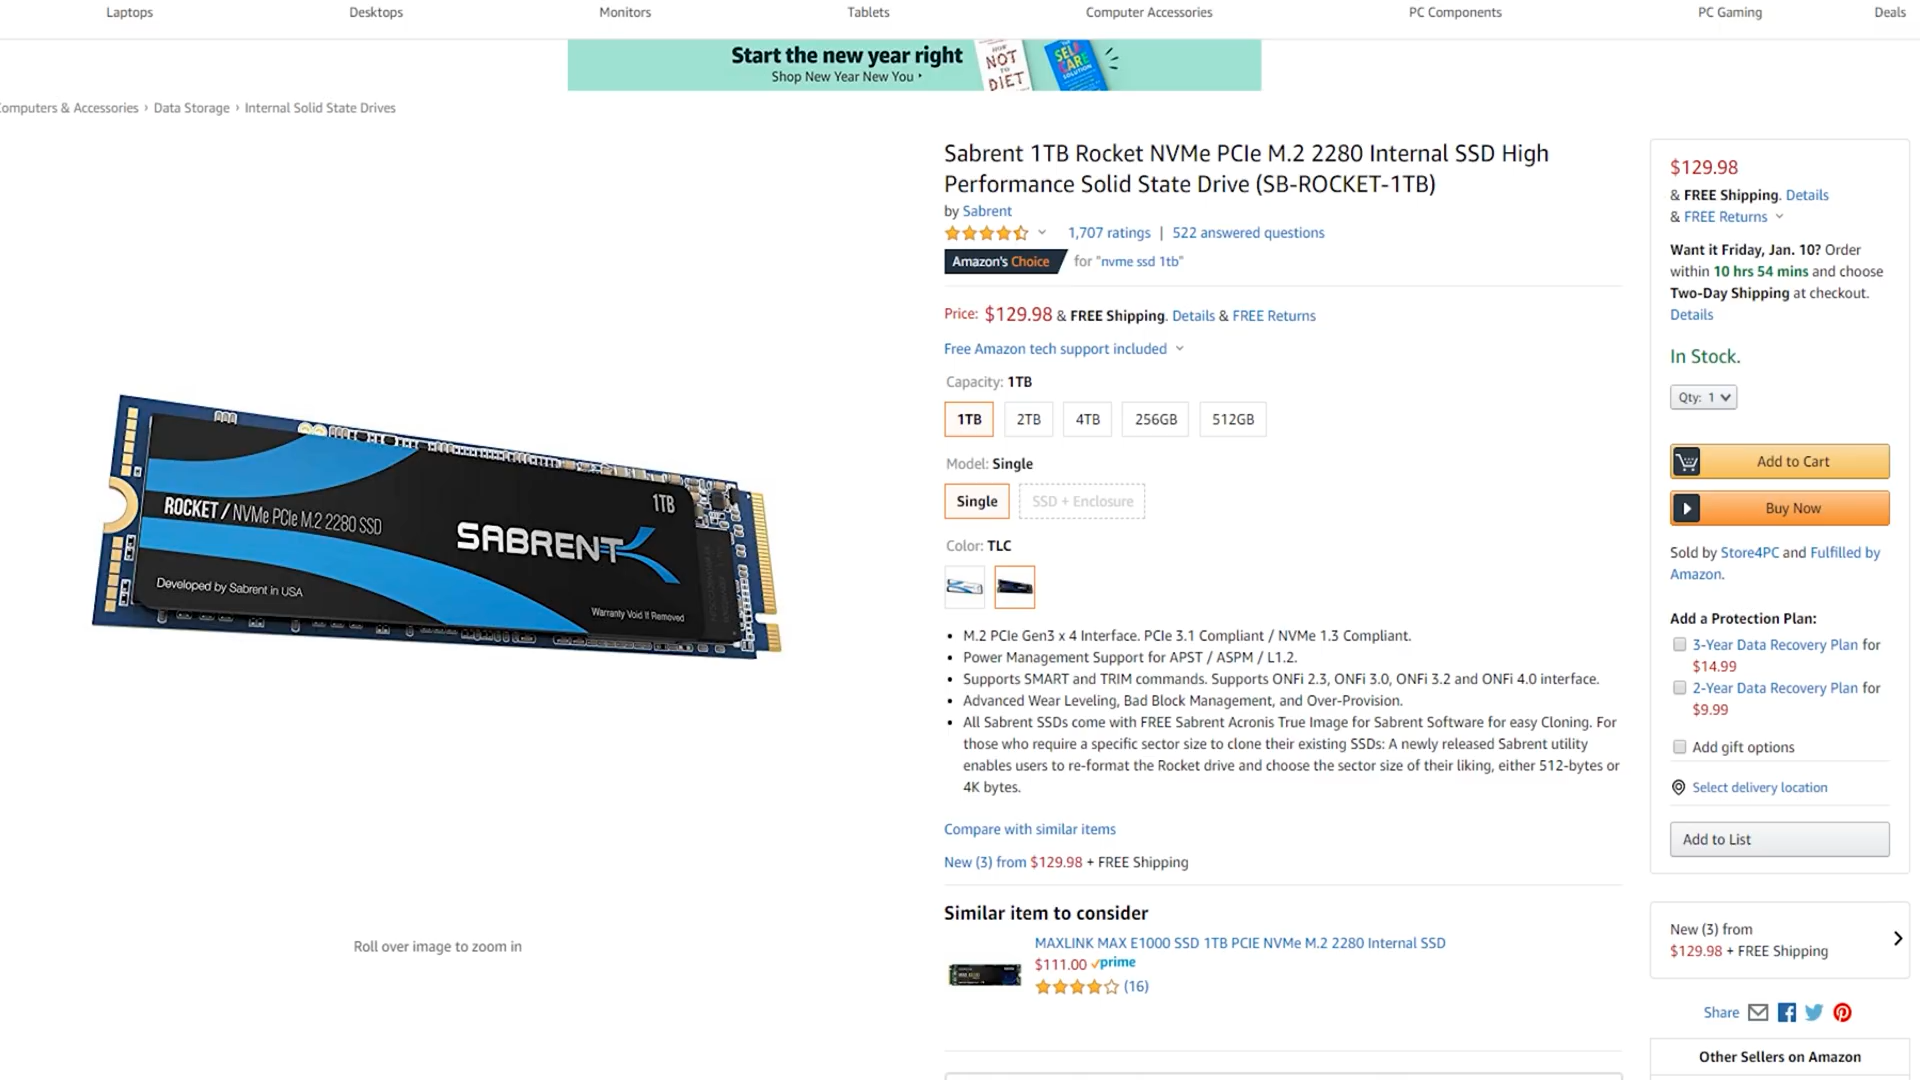 Laptops Desktops Monitors Tablets Computer Accessories PC Components PC Gaming Deals
Start the new year right
Shop New Year New You
HOW NOT TO DIET
SELF CARE SOLUTION
omputers & Accessories › Data Storage › Internal Solid State Drives
Sabrent 1TB Rocket NVMe PCIe M.2 2280 Internal SSD High
Performance Solid State Drive (SB-ROCKET-1TB)
by Sabrent
1,707 ratings | 522 answered questions
Amazon's Choice for "nvme ssd 1tb"
Price: $129.98 & FREE Shipping. Details & FREE Returns
Free Amazon tech support included
Capacity: 1TB
1TB 2TB 4TB 256GB 512GB
Model: Single
Single SSD + Enclosure
Color: TLC
ROCKET / NVMe PCIe M.2 2280 SSD
1TB
SABRENT
Developed by Sabrent in USA
Warranty Void If Removed
Roll over image to zoom in
• M.2 PCIe Gen3 x 4 Interface. PCIe 3.1 Compliant / NVMe 1.3 Compliant.
• Power Management Support for APST / ASPM / L1.2.
• Supports SMART and TRIM commands. Supports ONFi 2.3, ONFi 3.0, ONFi 3.2 and ONFi 4.0 interface.
• Advanced Wear Leveling, Bad Block Management, and Over-Provision.
• All Sabrent SSDs come with FREE Sabrent Acronis True Image for Sabrent Software for easy Cloning. For
those who require a specific sector size to clone their existing SSDs: A newly released Sabrent utility
enables users to re-format the Rocket drive and choose the sector size of their liking, either 512-bytes or
4K bytes.
Compare with similar items
New (3) from $129.98 + FREE Shipping
Similar item to consider
MAXLINK MAX E1000 SSD 1TB PCIE NVMe M.2 2280 Internal SSD
$111.00 prime
(16)
$129.98
& FREE Shipping. Details
& FREE Returns
Want it Friday, Jan. 10? Order
within 10 hrs 54 mins and choose
Two-Day Shipping at checkout.
Details
In Stock.
Qty: 1
Add to Cart
Buy Now
Sold by Store4PC and Fulfilled by
Amazon.
Add a Protection Plan:
3-Year Data Recovery Plan for
$14.99
2-Year Data Recovery Plan for
$9.99
Add gift options
Select delivery location
Add to List
New (3) from
$129.98 + FREE Shipping
Share
Other Sellers on Amazon